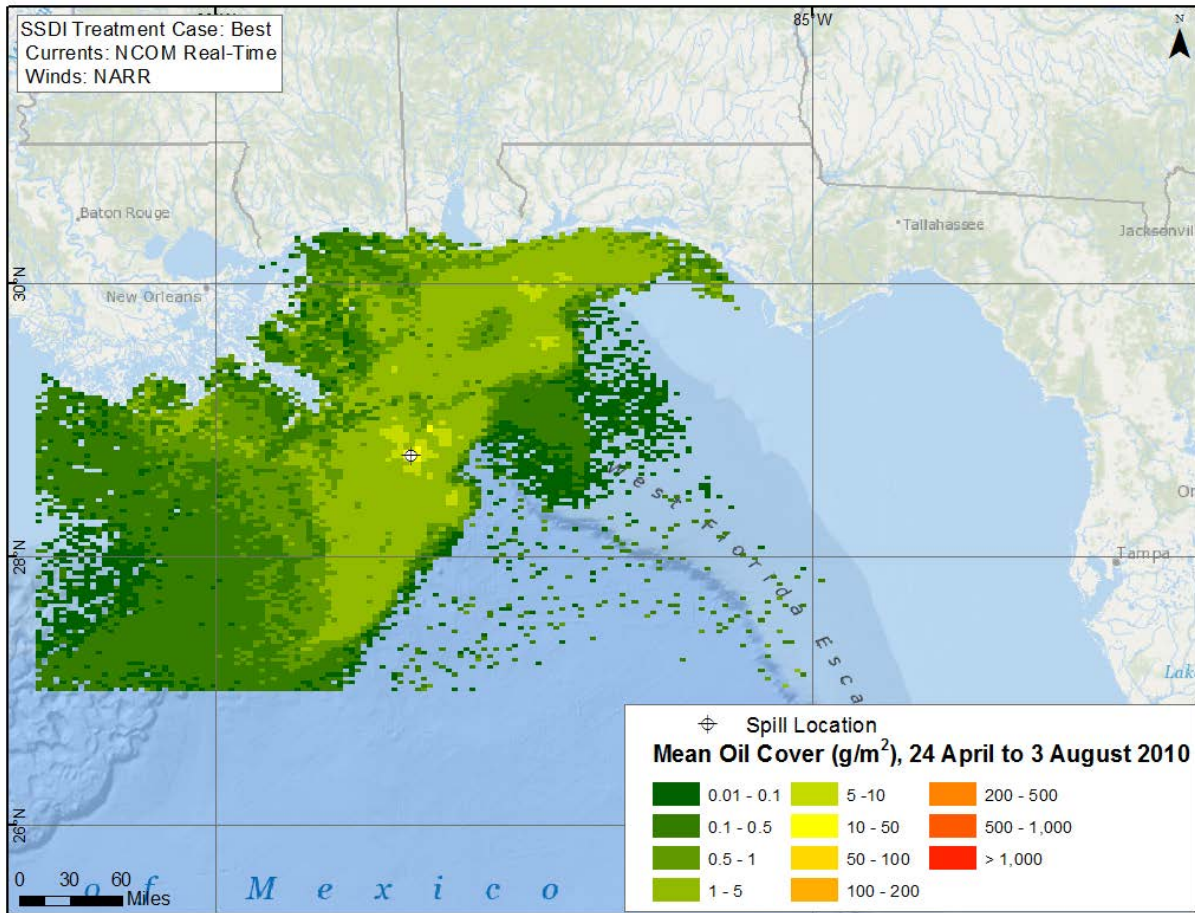 SSDI Treatment Case: Best
Currents: NCOM Real-Time
Winds: NARR
85°W
N
Baton Rouge
Tallahassee
Jacksonvil
New Orleans
30°N
West Florida Esca
Or
28°N
Tampa
Lake
26°N
Spill Location
Mean Oil Cover (g/m²), 24 April to 3 August 2010
0.01 - 0.1
0.1 - 0.5
0.5 - 1
1 - 5
5 -10
10 - 50
50 - 100
100 - 200
200 - 500
500 - 1,000
> 1,000
0 30 60
Miles
of Mexico